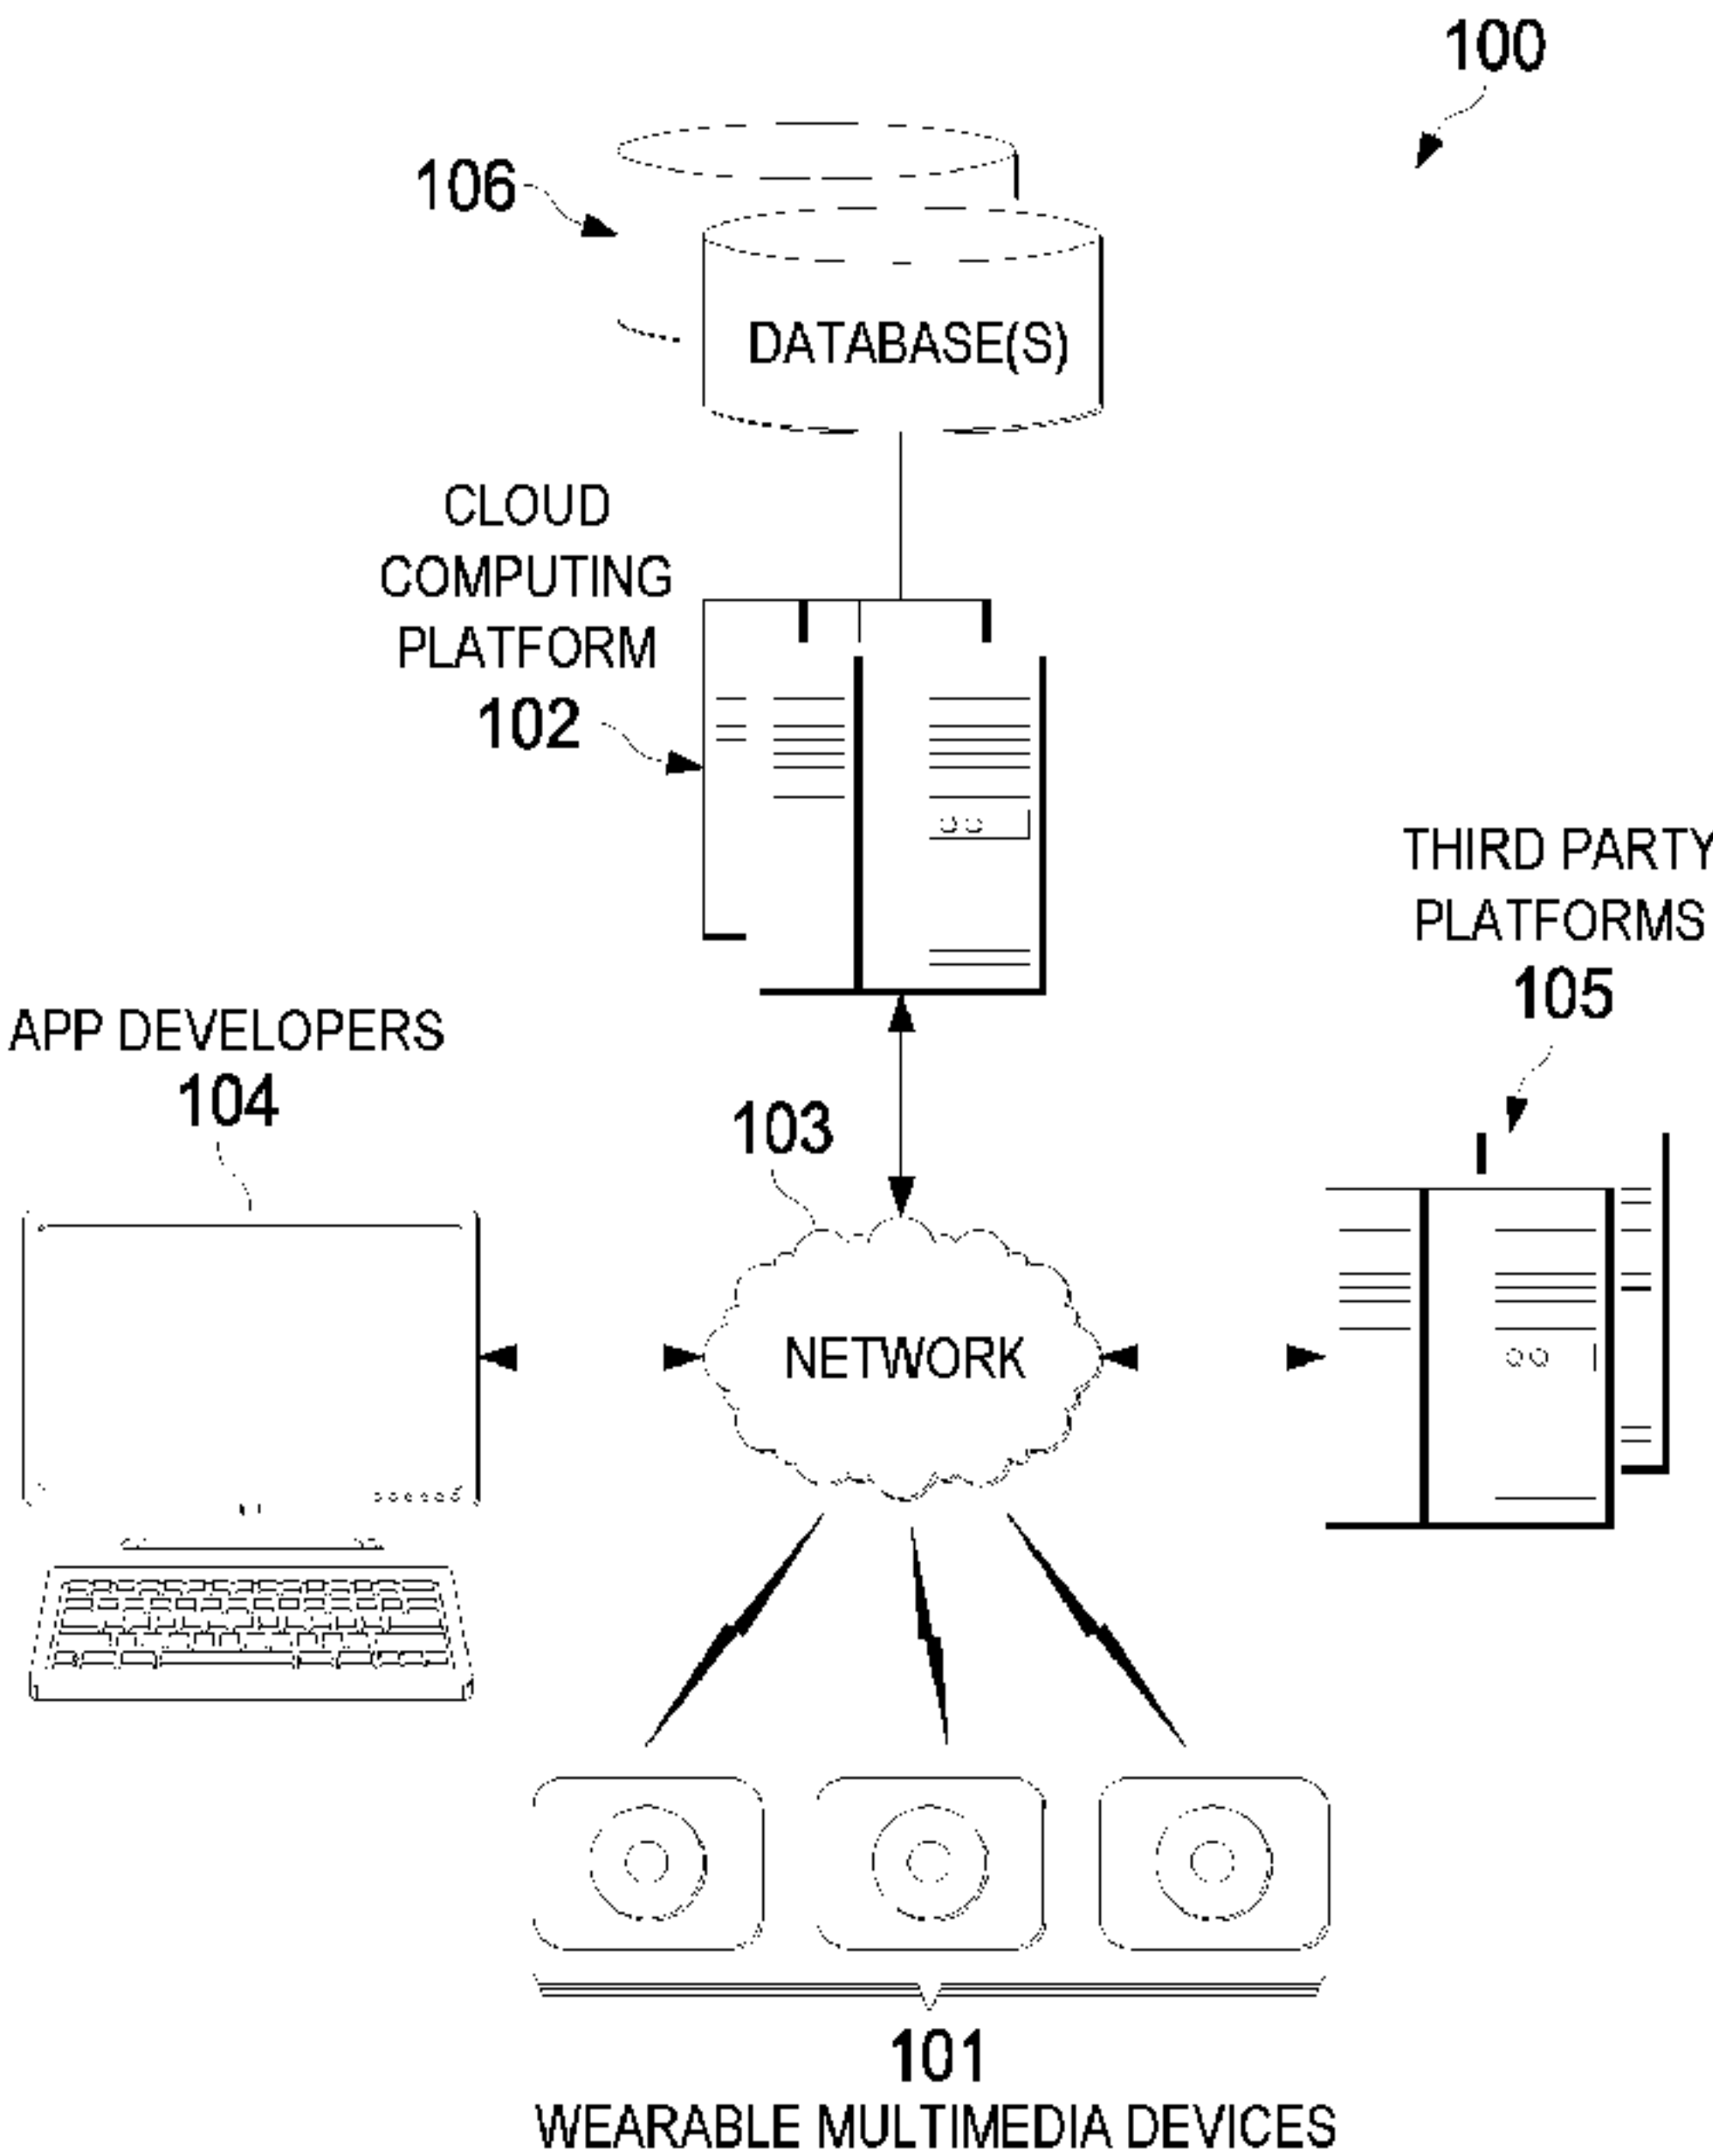 100
106
DATABASE(S)
CLOUD
COMPUTING
PLATFORM
102
THIRD PARTY
PLATFORMS
105
APP DEVELOPERS
104
103
NETWORK
101
WEARABLE MULTIMEDIA DEVICES